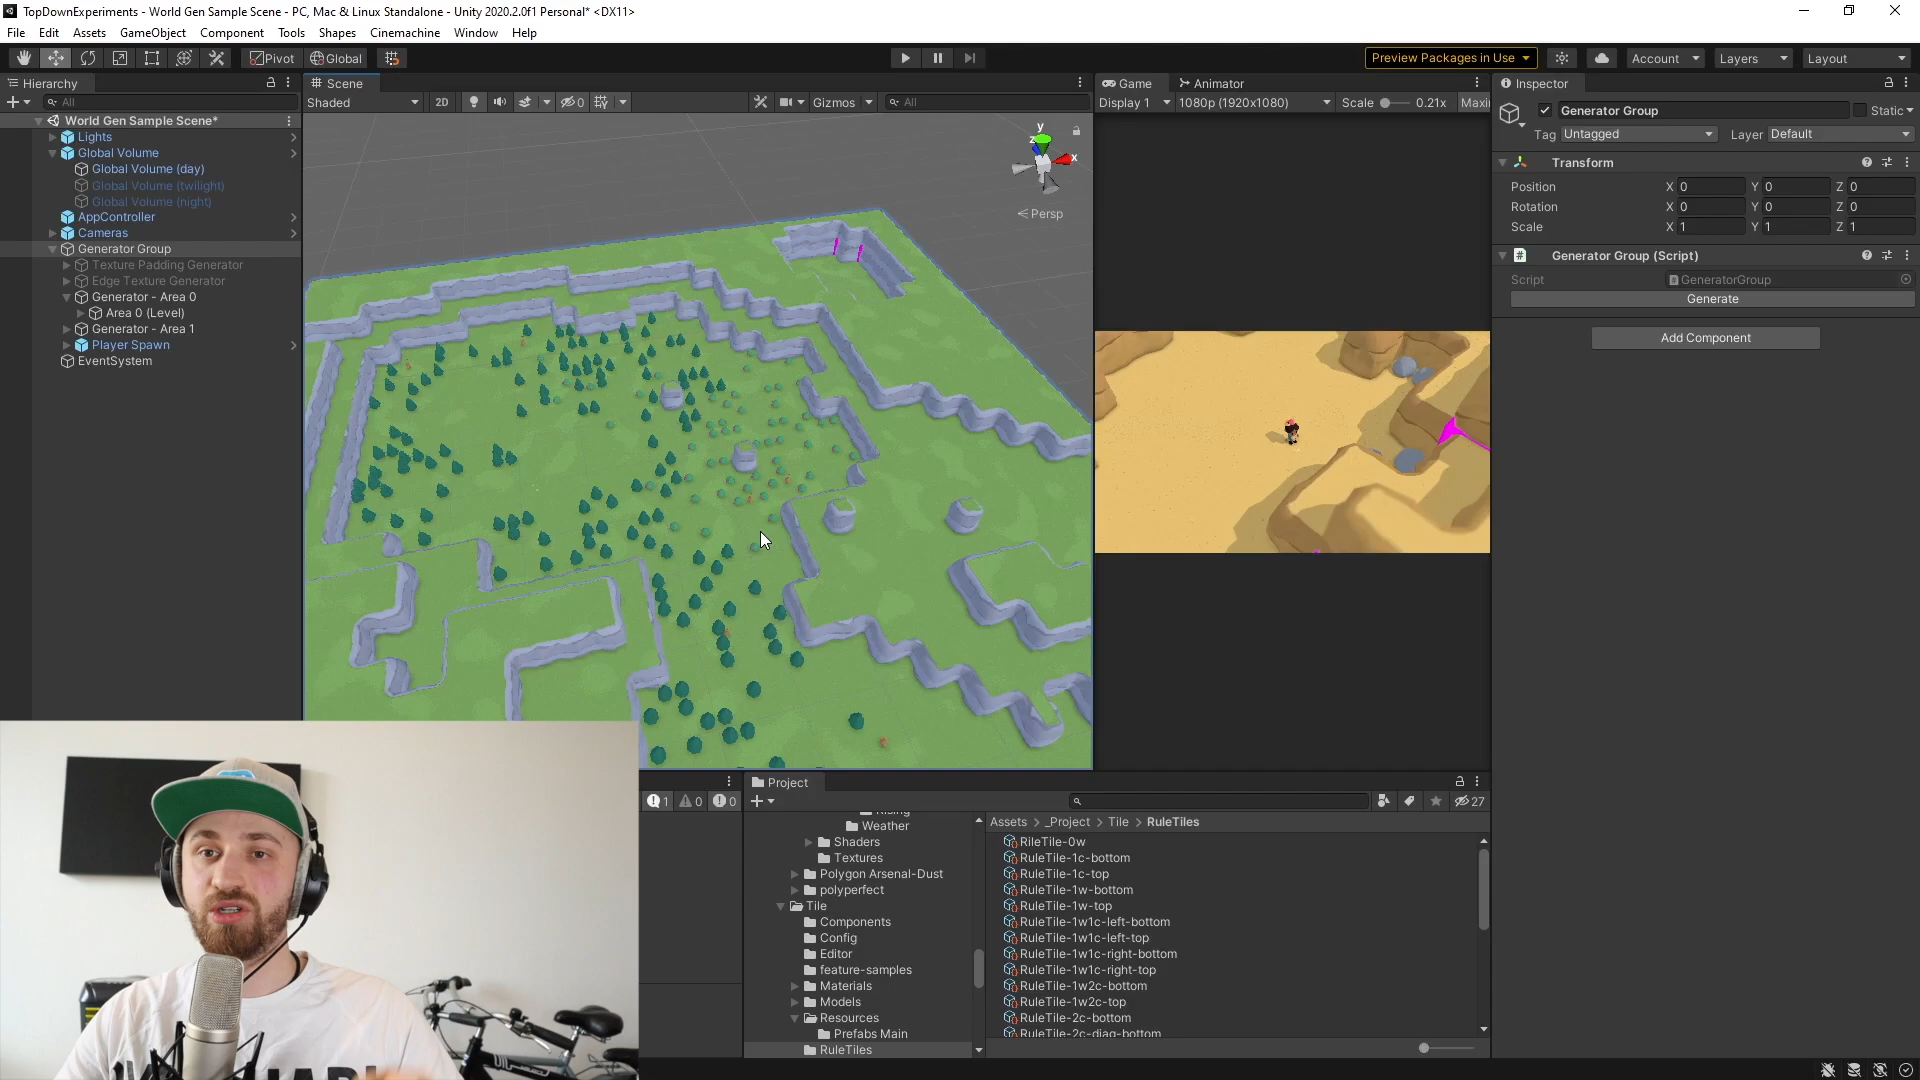 TopDownExperiments - World Gen Sample Scene - PC, Mac & Linux Standalone - Unity 2020.2.0f1 Personal* <DX11>
File Edit Assets GameObject Component Tools Shapes Cinemachine Window Help
Pivot Global Preview Packages in Use Account Layers Layout
Hierarchy Scene Game Animator Inspector
All Shaded 2D 0 Gizmos All Display 1 1080p (1920x1080) Scale 0.21x Maxi
World Gen Sample Scene*
Lights
Global Volume
Global Volume (day)
Global Volume (twilight)
Global Volume (night)
AppController
Cameras
Generator Group
Texture Padding Generator
Edge Texture Generator
Generator - Area 0
Area 0 (Level)
Generator - Area 1
Player Spawn
EventSystem
y
z
x
Persp
Generator Group Static
Tag Untagged Layer Default
Transform
Position X 0 Y 0 Z 0
Rotation X 0 Y 0 Z 0
Scale X 1 Y 1 Z 1
Generator Group (Script)
Script GeneratorGroup
Generate
Add Component
1 0 0
Project
27
Weather
Shaders
Textures
Polygon Arsenal-Dust
polyperfect
Tile
Components
Config
Editor
feature-samples
Materials
Models
Resources
Prefabs Main
RuleTiles
Assets > _Project > Tile > RuleTiles
RileTile-0w
RuleTile-1c-bottom
RuleTile-1c-top
RuleTile-1w-bottom
RuleTile-1w-top
RuleTile-1w1c-left-bottom
RuleTile-1w1c-left-top
RuleTile-1w1c-right-bottom
RuleTile-1w1c-right-top
RuleTile-1w2c-bottom
RuleTile-1w2c-top
RuleTile-2c-bottom
RuleTile-2c-diag-bottom